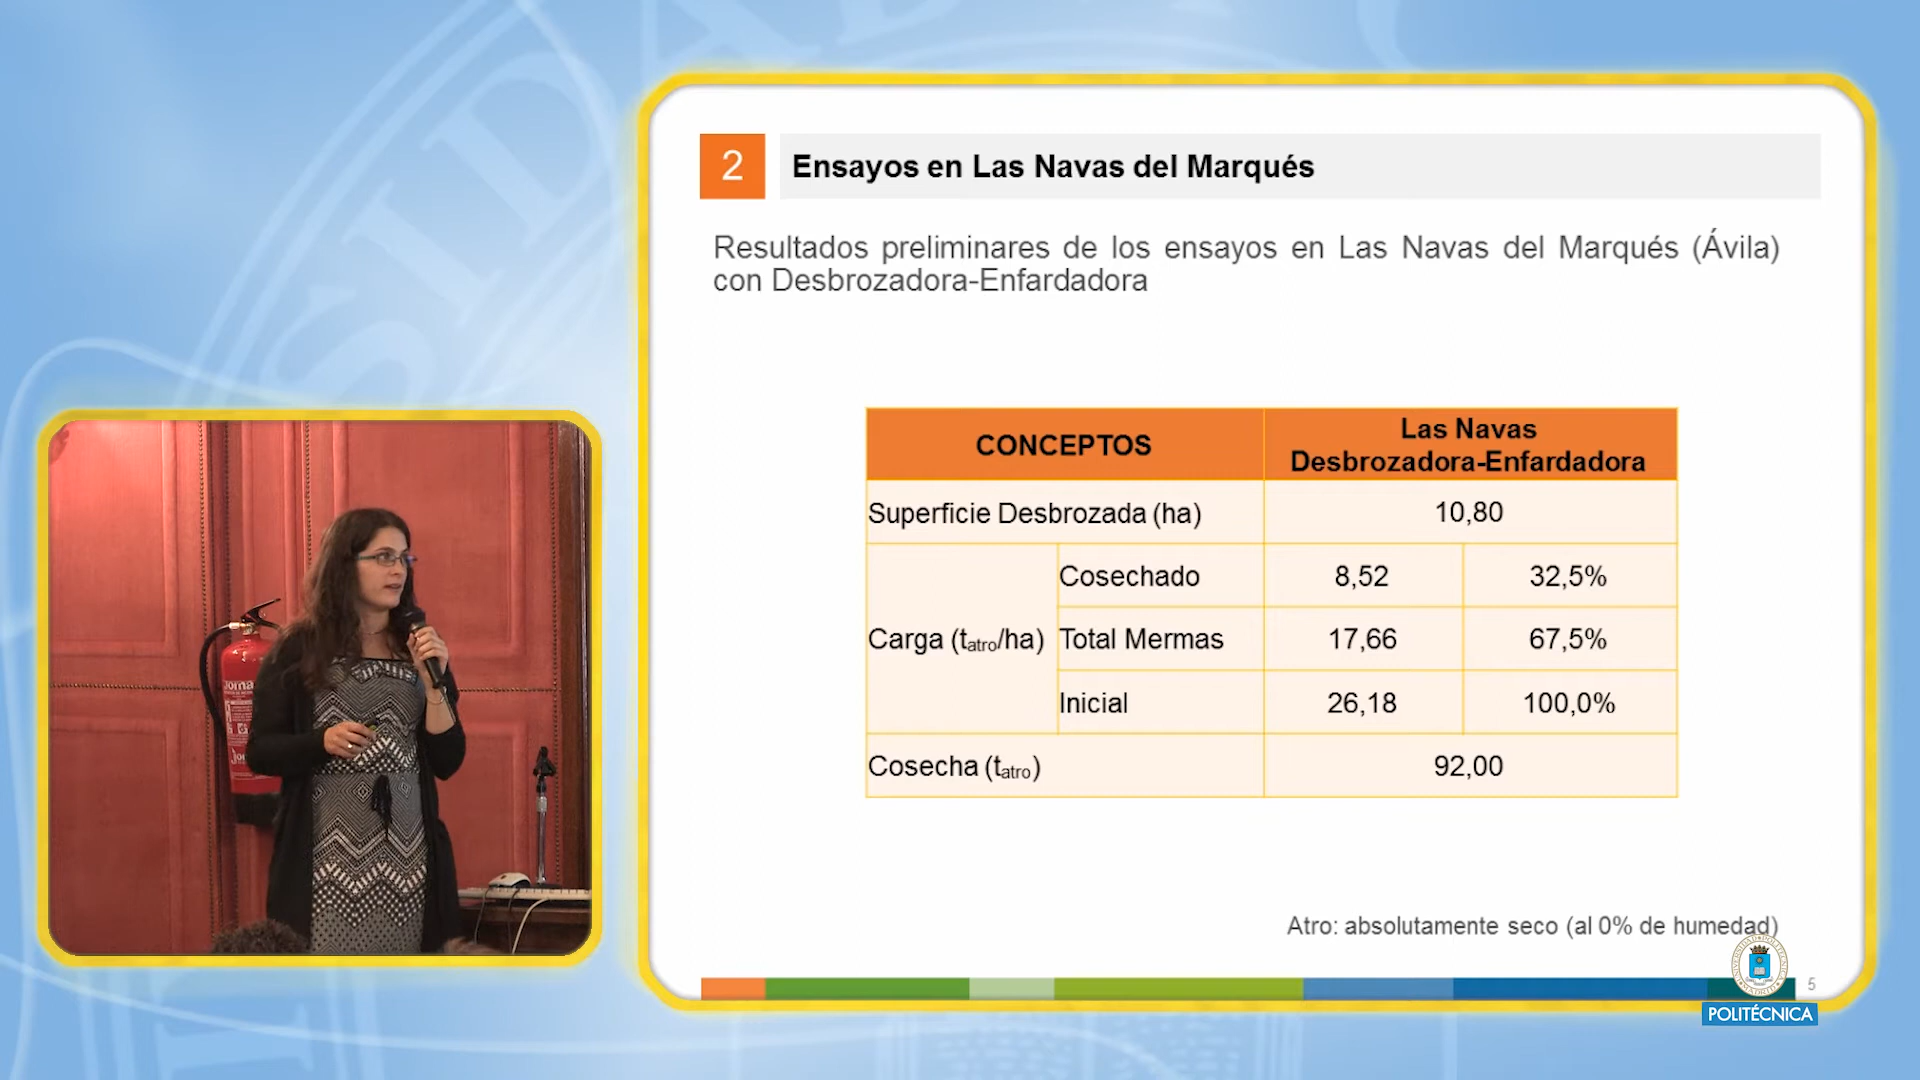 2
Ensayos en Las Navas del Marqués
Resultados preliminares de los ensayos en Las Navas del Marqués (Ávila)
con Desbrozadora-Enfardadora
CONCEPTOS
Las Navas
Desbrozadora-Enfardadora
Superficie Desbrozada (ha)
10,80
Carga (tatro/ha)
Cosechado
8,52
32,5%
Total Mermas
17,66
67,5%
Inicial
26,18
100,0%
Cosecha (tatro)
92,00
Atro: absolutamente seco (al 0% de humedad)
5
POLITÉCNICA